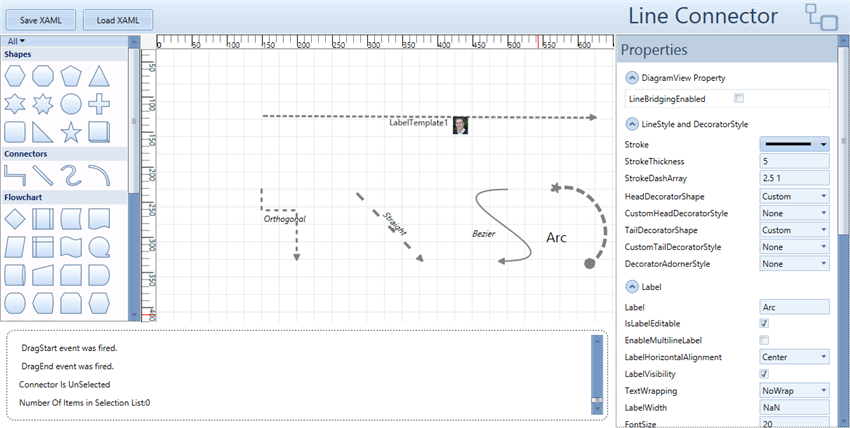 Save XAML
Load XAML
Line Connector
All
Shapes
Connectors
Flowchart
0 50 100 150 200 250 300 350 400 450 500 550 600
50
100
150
200
250
300
350
400
LabelTemplate1
Orthogonal
Straight
Bezier
Arc
DragStart event was fired.
DragEnd event was fired.
Connector Is UnSelected
Number Of Items in Selection List:0
Properties
DiagramView Property
LineBridgingEnabled
LineStyle and DecoratorStyle
Stroke
StrokeThickness 5
StrokeDashArray 2.5 1
HeadDecoratorShape Custom
CustomHeadDecoratorStyle None
TailDecoratorShape Custom
CustomTailDecoratorStyle None
DecoratorAdornerStyle None
Label
Label Arc
IsLabelEditable
EnableMultilineLabel
LabelHorizontalAlignment Center
LabelVisibility
TextWrapping NoWrap
LabelWidth NaN
FontSize 20